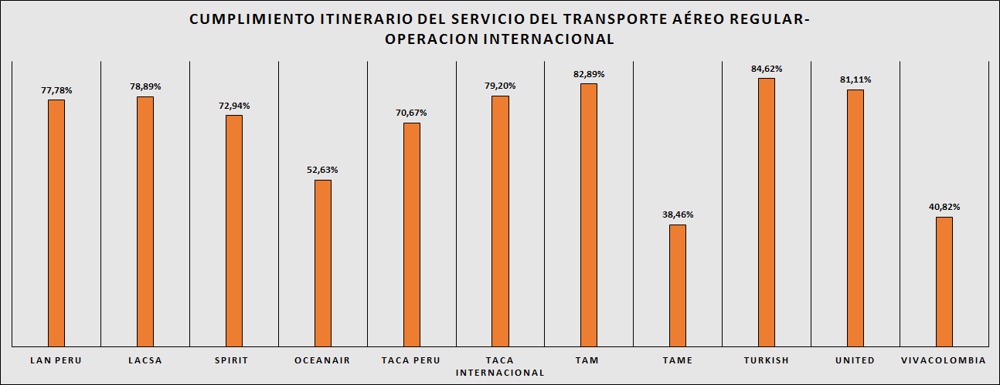 CUMPLIMIENTO ITINERARIO DEL SERVICIO DEL TRANSPORTE AÉREO REGULAR-
OPERACION INTERNACIONAL
77,78%
78,89%
72,94%
52,63%
70,67%
79,20%
82,89%
38,46%
84,62%
81,11%
40,82%
LAN PERU
LACSA
SPIRIT
OCEANAIR
TACA PERU
TACA
INTERNACIONAL
TAM
TAME
TURKISH
UNITED
VIVACOLOMBIA